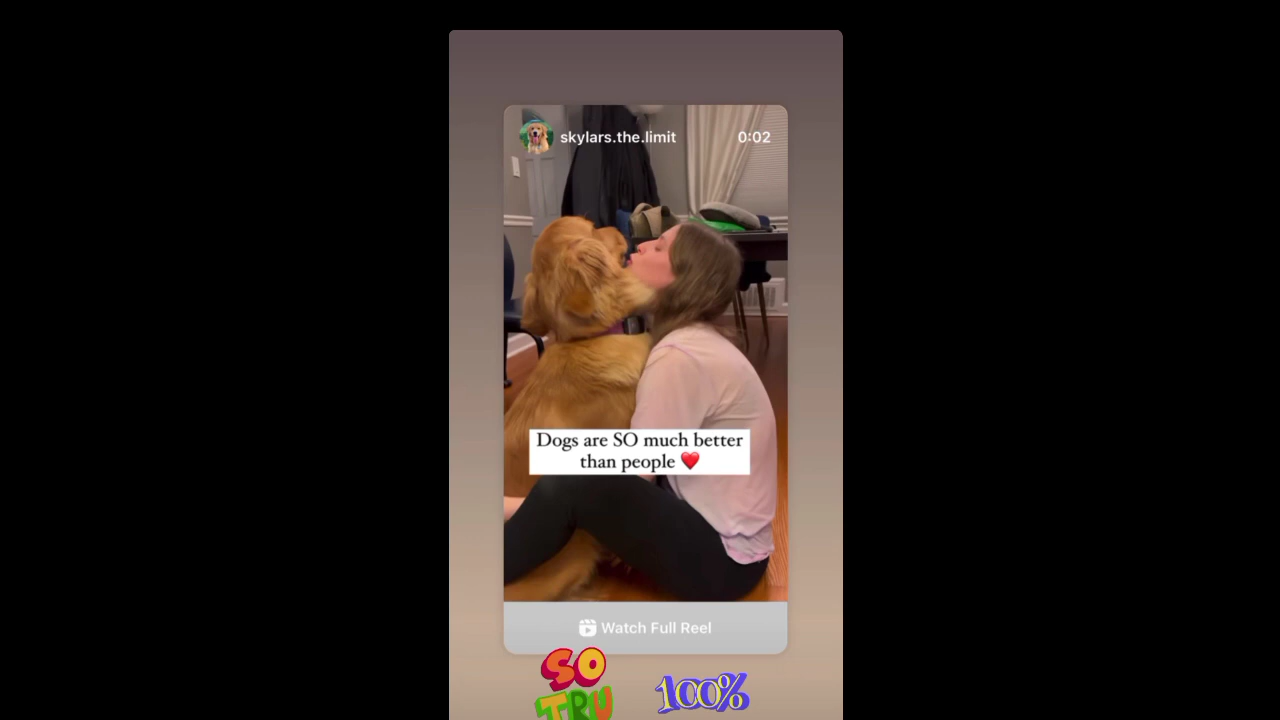 skylars.the.limit 0:02
Dogs are SO much better
than people ❤️
Watch Full Reel
SO
TRU
100%